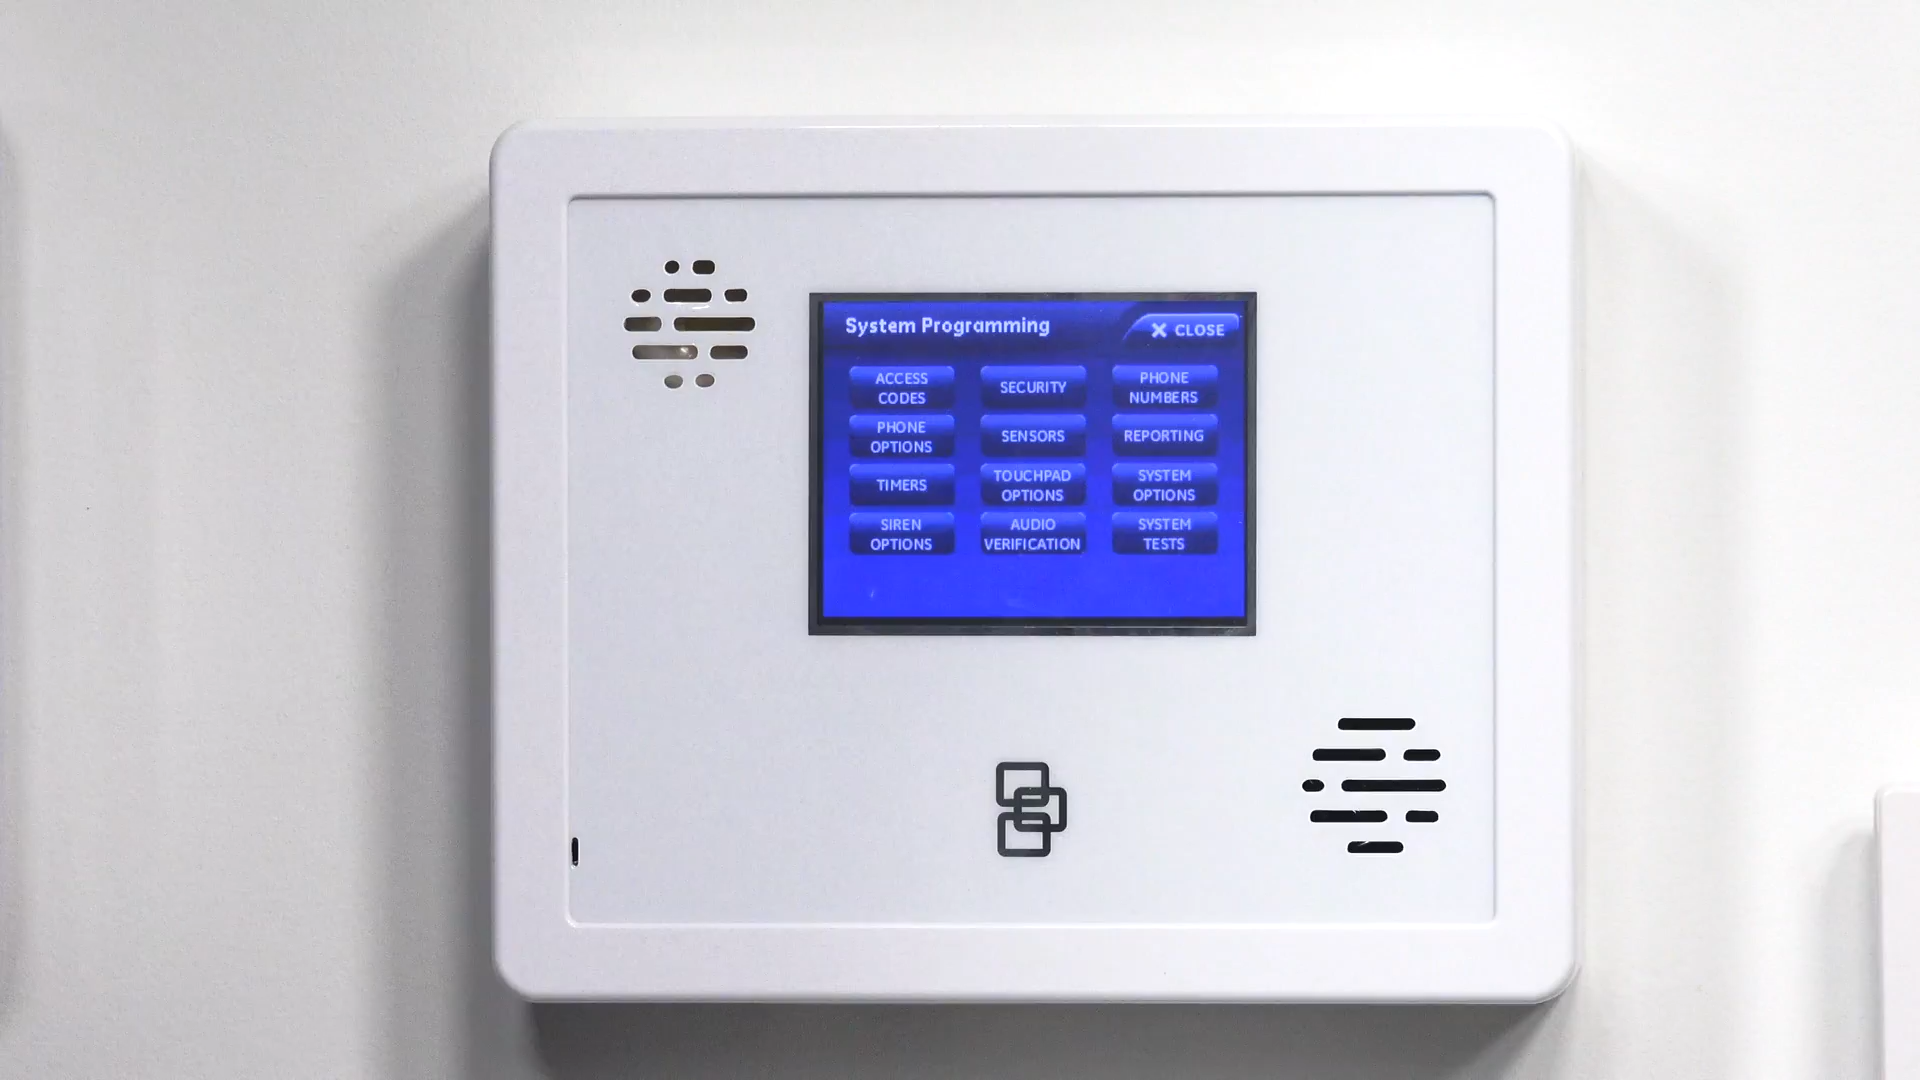 System Programming
✕ CLOSE
ACCESS
CODES
SECURITY
PHONE
NUMBERS
PHONE
OPTIONS
SENSORS
REPORTING
TIMERS
TOUCHPAD
OPTIONS
SYSTEM
OPTIONS
SIREN
OPTIONS
AUDIO
VERIFICATION
SYSTEM
TESTS